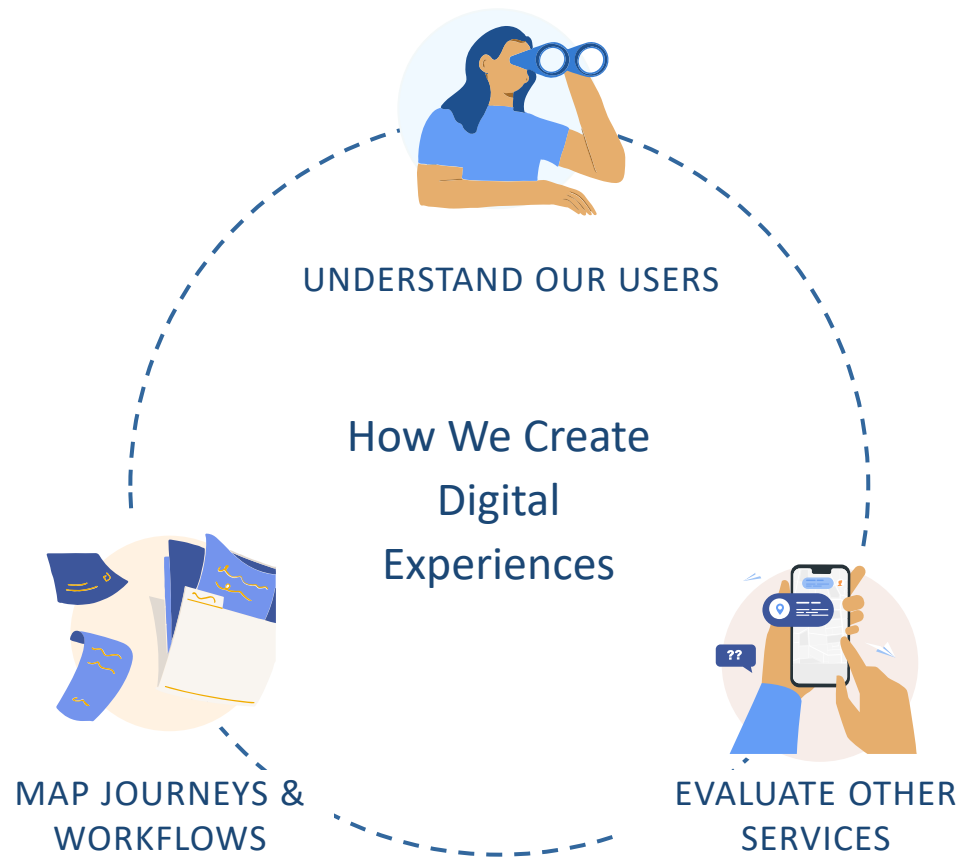 UNDERSTAND OUR USERS
How We Create
Digital
Experiences
??
MAP JOURNEYS &
WORKFLOWS
EVALUATE OTHER
SERVICES